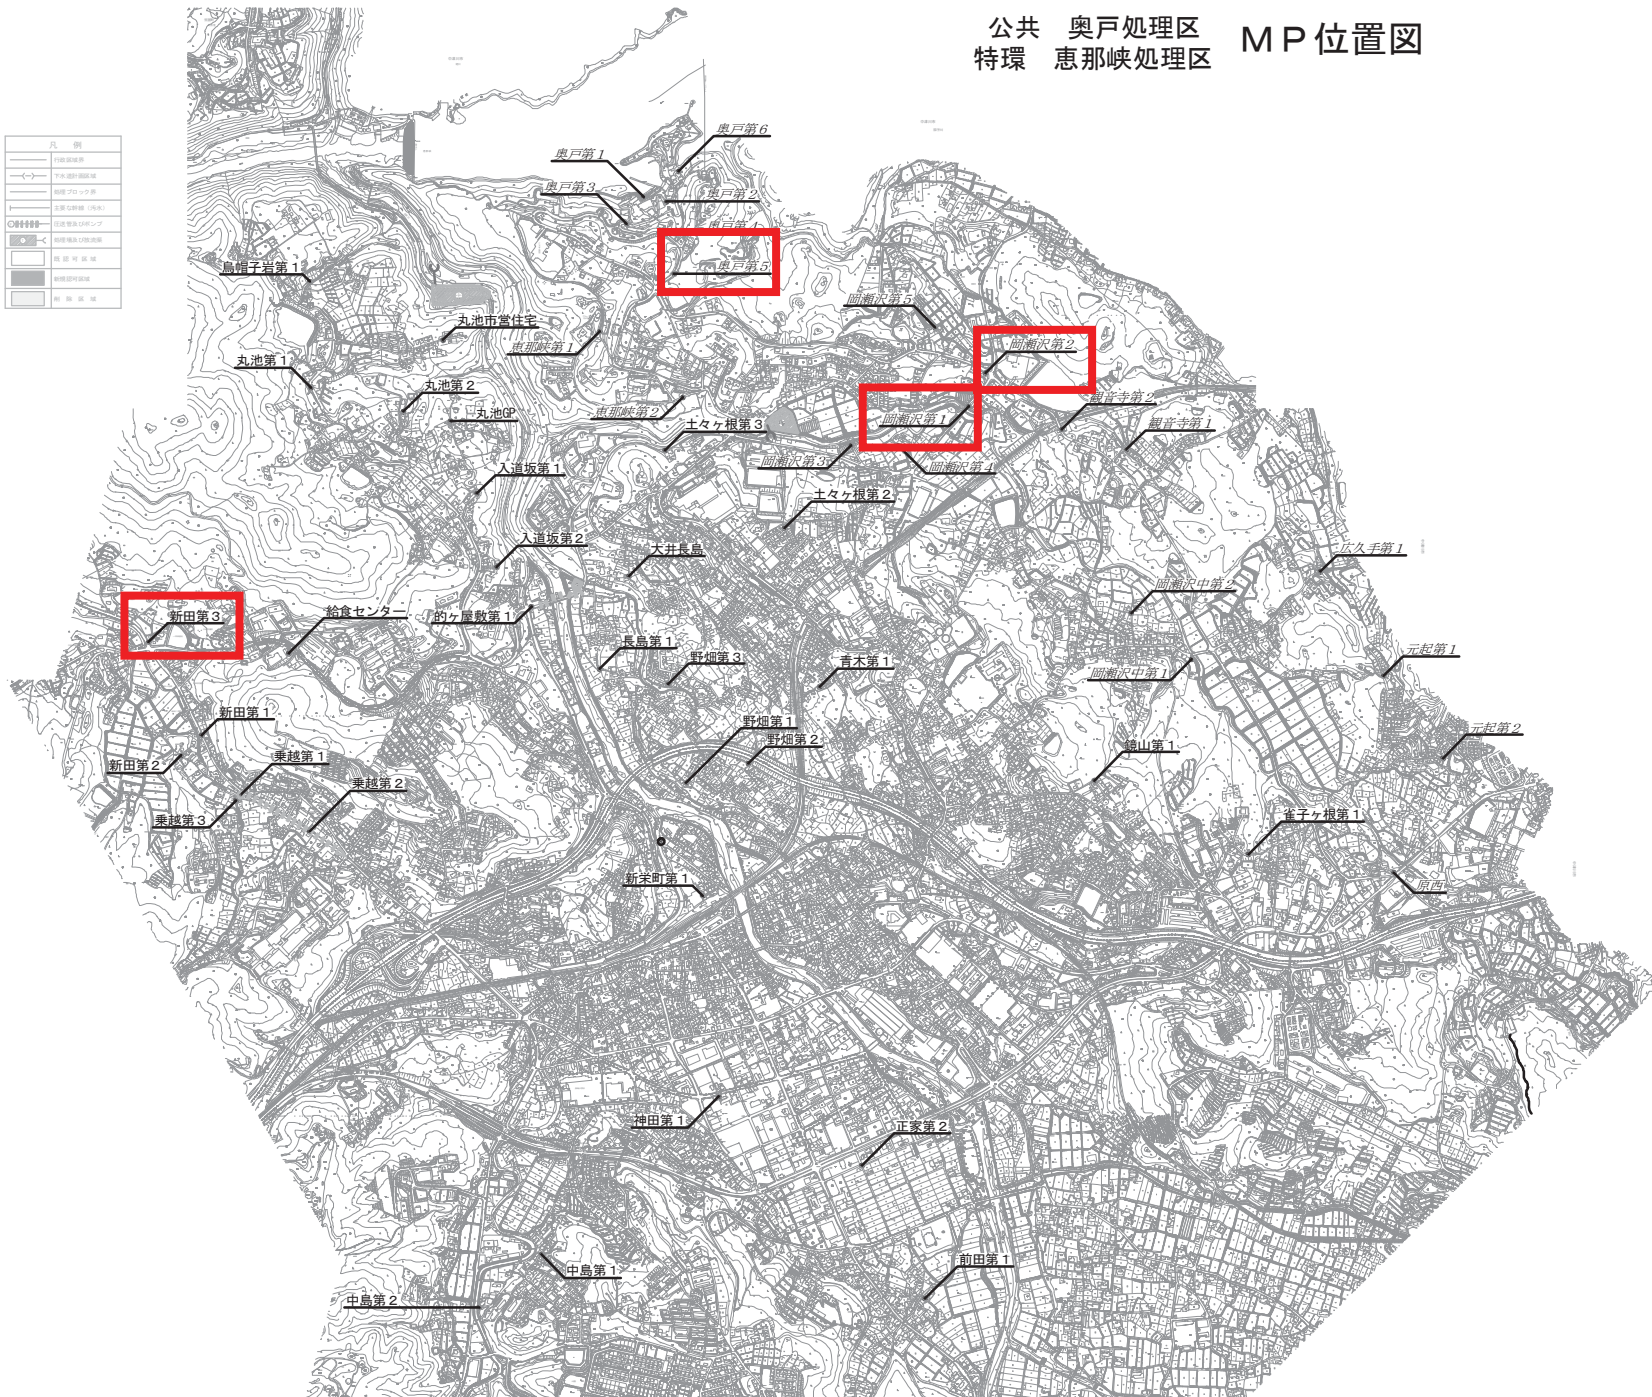 公共　奥戸処理区
特環　恵那峡処理区
ＭＰ位置図
凡　例
行政区域界
奥戸第６
奥戸第１
奥戸第３
奥戸第２
奥戸第５
烏帽子岩第１
岡瀬沢第５
丸池市営住宅
恵那峡第１
岡瀬沢第２
丸池第１
丸池第２
観音寺第２
丸池GP
恵那峡第２
土々ヶ根第３
岡瀬沢第１
観音寺第１
入道坂第１
岡瀬沢第３
岡瀬沢第４
土々ヶ根第２
入道坂第２
大井長島
広久手第１
岡瀬沢中第２
新田第３
給食センター
的ヶ屋敷第１
長島第１
野畑第３
青木第１
元起第１
岡瀬沢中第１
新田第１
野畑第１
野畑第２
元起第２
鏡山第１
新田第２
乗越第１
乗越第２
乗越第３
雀子ヶ根第１
新栄町第１
原西
神田第１
正家第２
中島第１
前田第１
中島第２